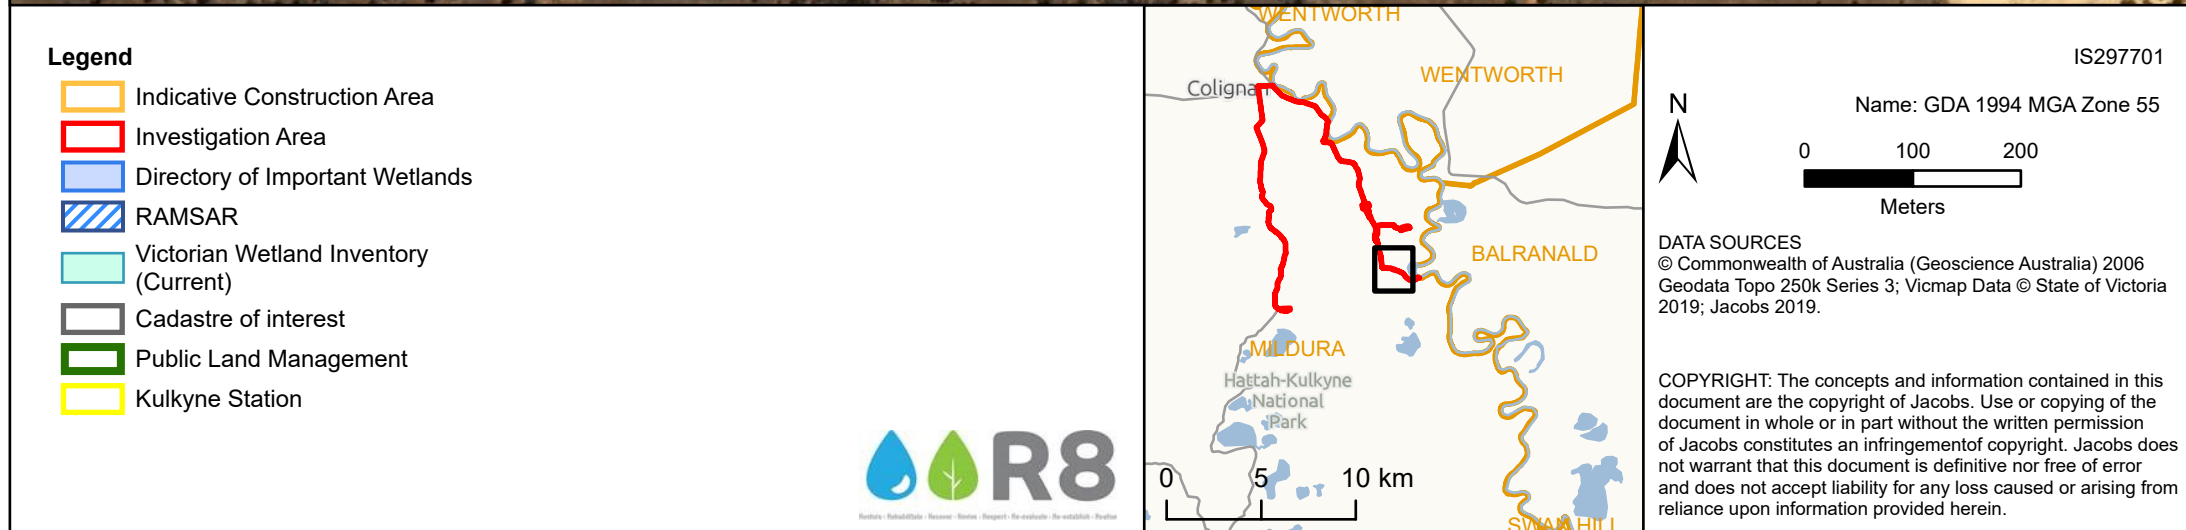 Legend
Indicative Construction Area
Investigation Area
Directory of Important Wetlands
RAMSAR
Victorian Wetland Inventory
(Current)
Cadastre of interest
Public Land Management
Kulkyne Station
R8
WENTWORTH
WENTWORTH
Colignan
BALRANALD
MILDURA
Hattah-Kulkyne
National
Park
0 5 10 km
SWAN HILL
IS297701
N
Name: GDA 1994 MGA Zone 55
0 100 200
Meters
DATA SOURCES
© Commonwealth of Australia (Geoscience Australia) 2006
Geodata Topo 250k Series 3; Vicmap Data © State of Victoria
2019; Jacobs 2019.
COPYRIGHT: The concepts and information contained in this
document are the copyright of Jacobs. Use or copying of the
document in whole or in part without the written permission
of Jacobs constitutes an infringementof copyright. Jacobs does
not warrant that this document is definitive nor free of error
and does not accept liability for any loss caused or arising from
reliance upon information provided herein.